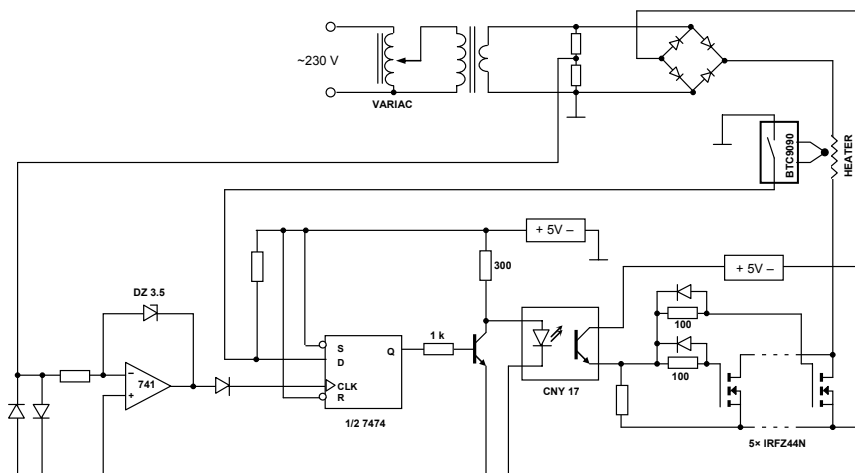 ~230 V
VARIAC
BTC9090
HEATER
+ 5V –
300
+ 5V –
DZ 3.5
1 k
100
S
D
Q
CLK
R
–
+
741
100
CNY 17
1/2 7474
5× IRFZ44N